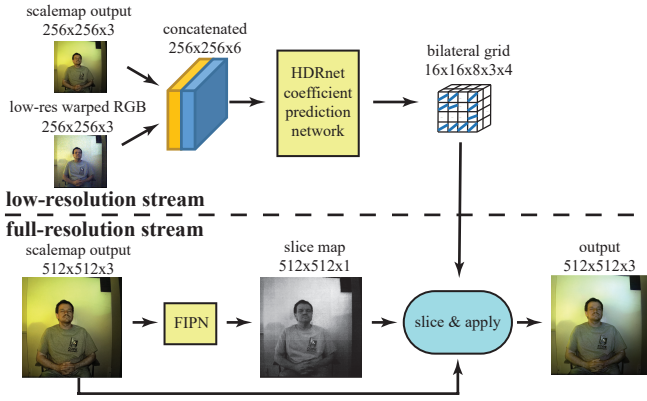 scalemap output
256x256x3
concatenated
256x256x6
bilateral grid
16x16x8x3x4
HDRnet
coefficient
prediction
network
low-res warped RGB
256x256x3
low-resolution stream
full-resolution stream
scalemap output
512x512x3
slice map
512x512x1
output
512x512x3
FIPN
slice & apply